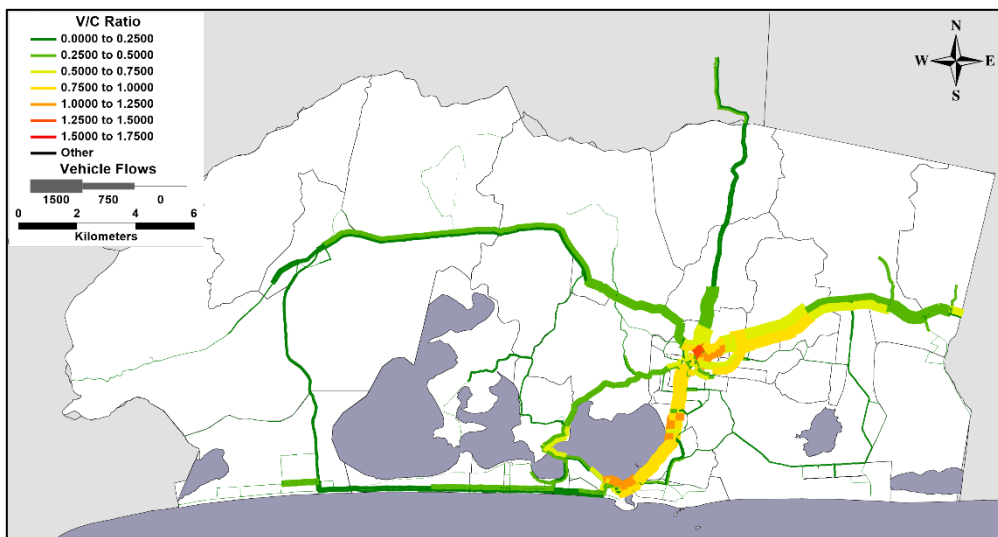 V/C Ratio
0.0000 to 0.2500
0.2500 to 0.5000
0.5000 to 0.7500
0.7500 to 1.0000
1.0000 to 1.2500
1.2500 to 1.5000
1.5000 to 1.7500
Other
Vehicle Flows
1500 750 0
0 2 4 6
Kilometers
N
W E
S